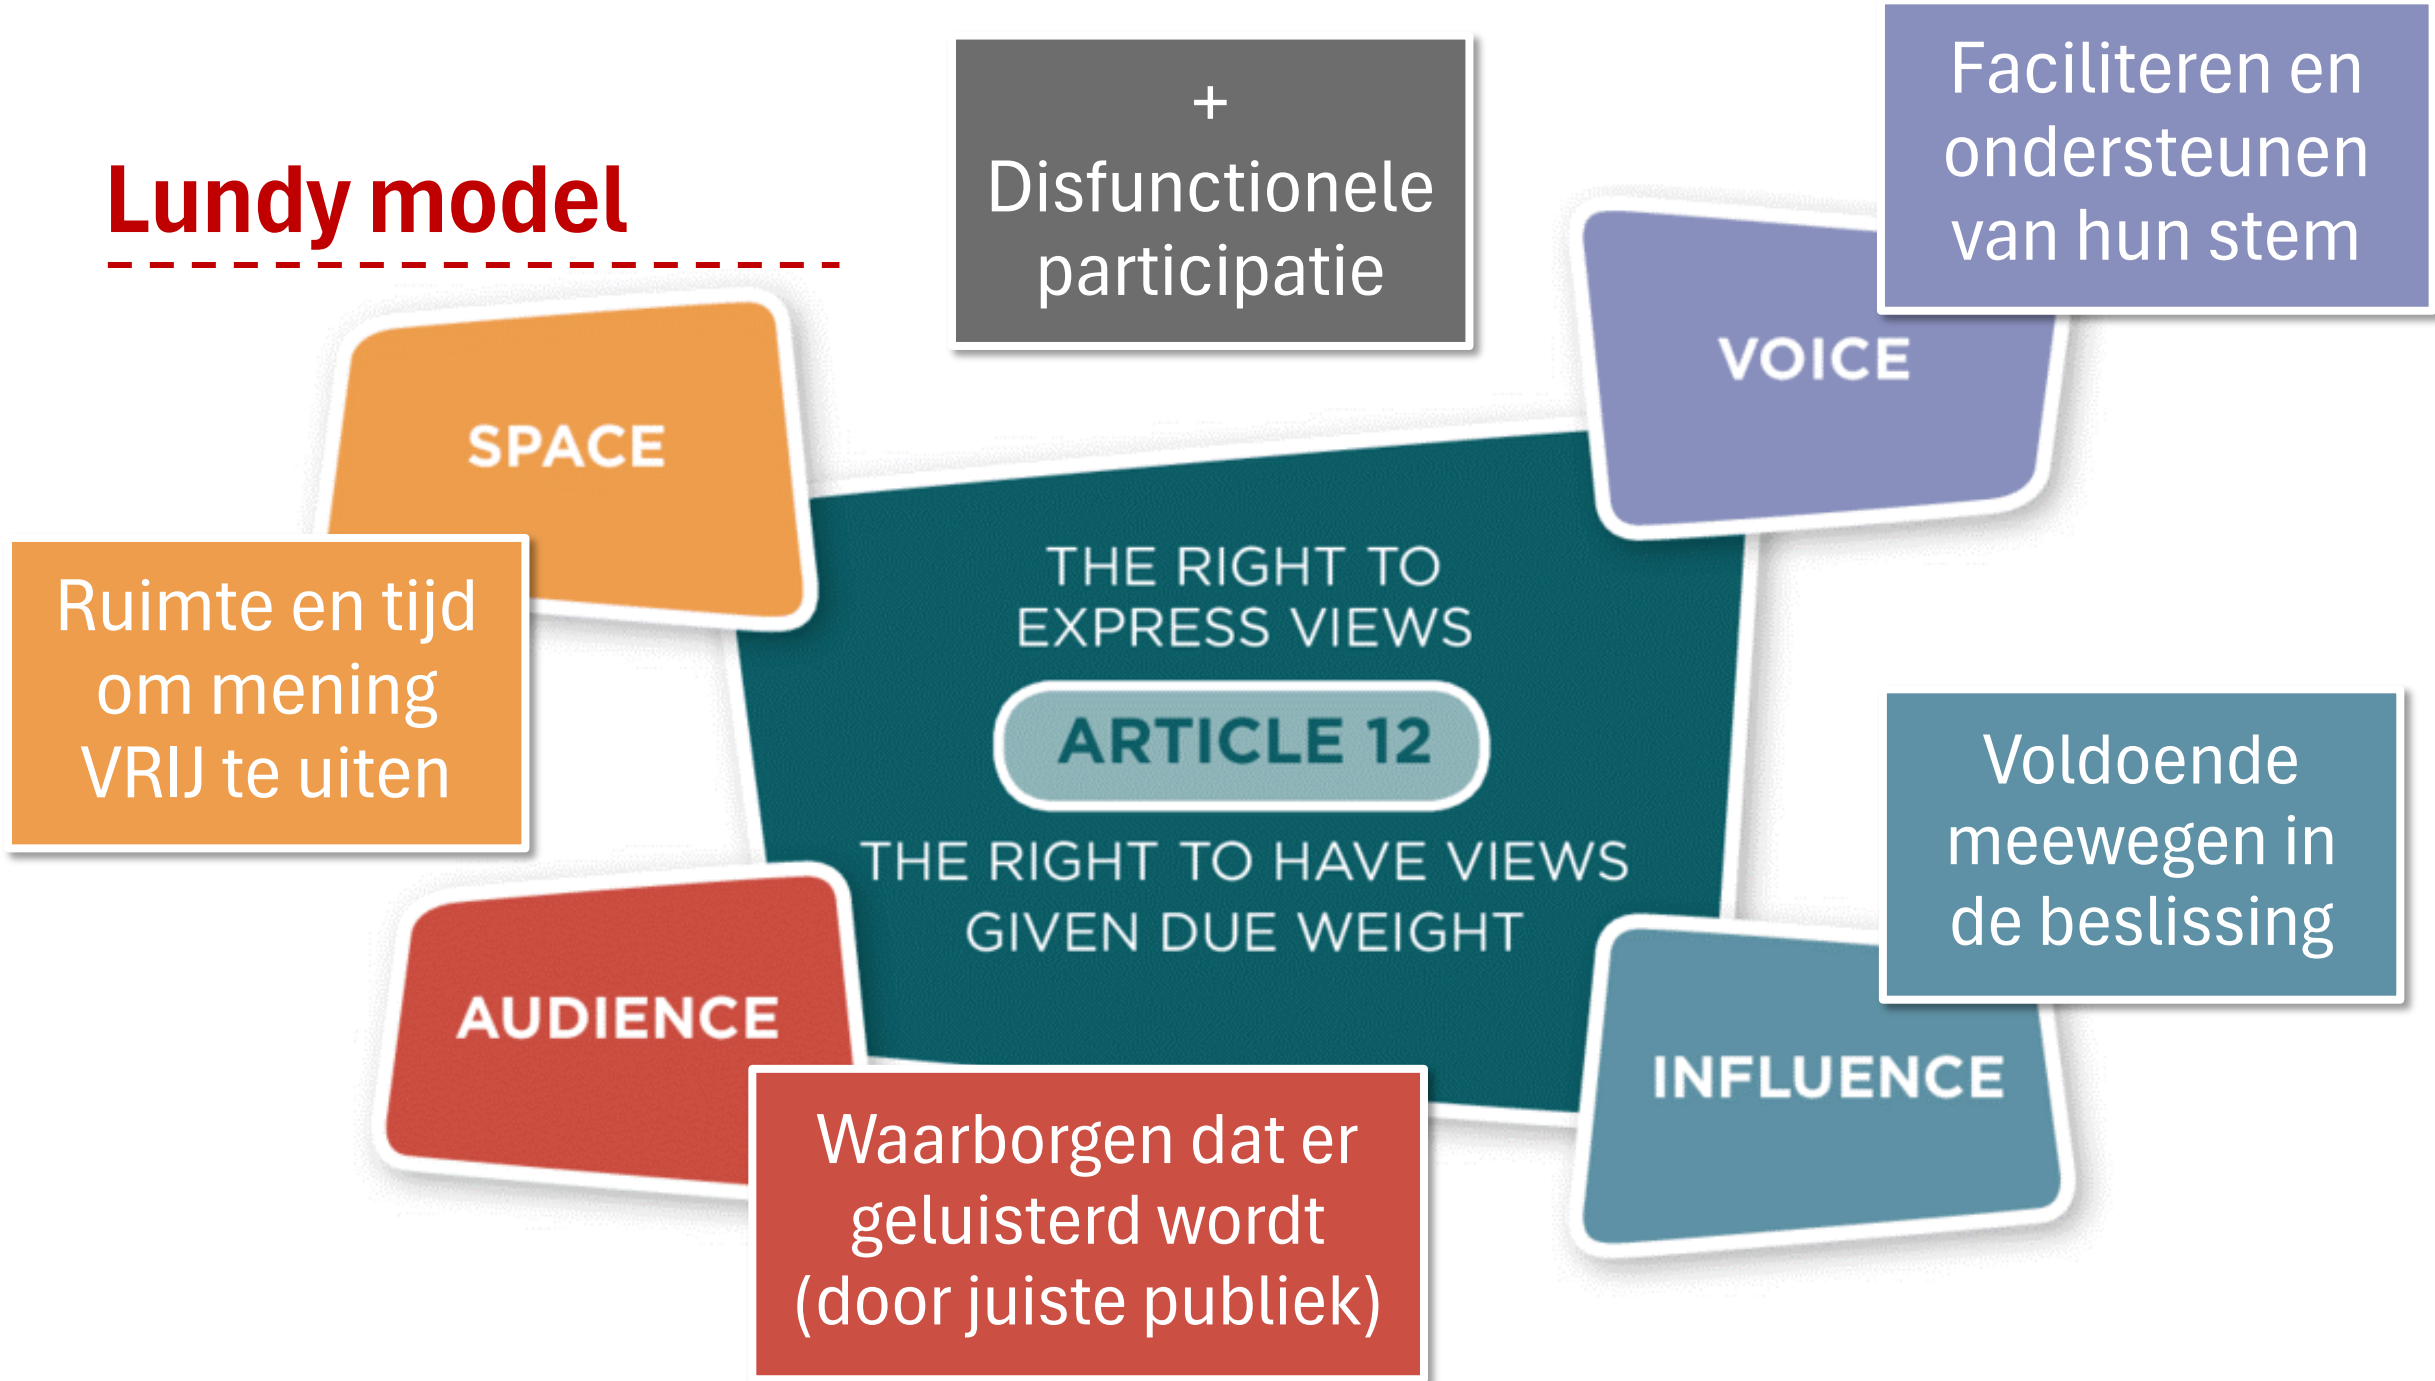 Lundy model
+
Disfunctionele
participatie
Faciliteren en
ondersteunen
van hun stem
VOICE
SPACE
Ruimte en tijd
om mening
VRIJ te uiten
THE RIGHT TO
EXPRESS VIEWS
ARTICLE 12
THE RIGHT TO HAVE VIEWS
GIVEN DUE WEIGHT
Voldoende
meewegen in
de beslissing
INFLUENCE
AUDIENCE
Waarborgen dat er
geluisterd wordt
(door juiste publiek)